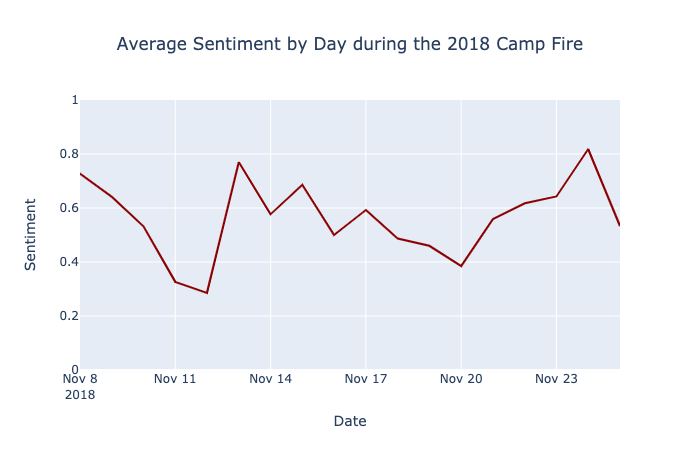 Average Sentiment by Day during the 2018 Camp Fire
1
0.8
0.6
0.4
0.2
0
Sentiment
Nov 8 Nov 11 Nov 14 Nov 17 Nov 20 Nov 23
2018
Date